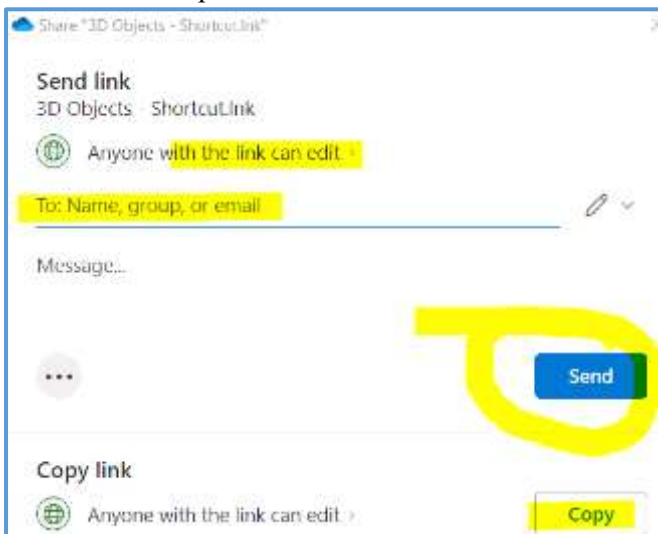 Share "3D Objects - Shortcut.lnk"
Send link
3D Objects - Shortcut.lnk
Anyone with the link can edit ›
To: Name, group, or email
Message...
Send
Copy link
Anyone with the link can edit ›
Copy